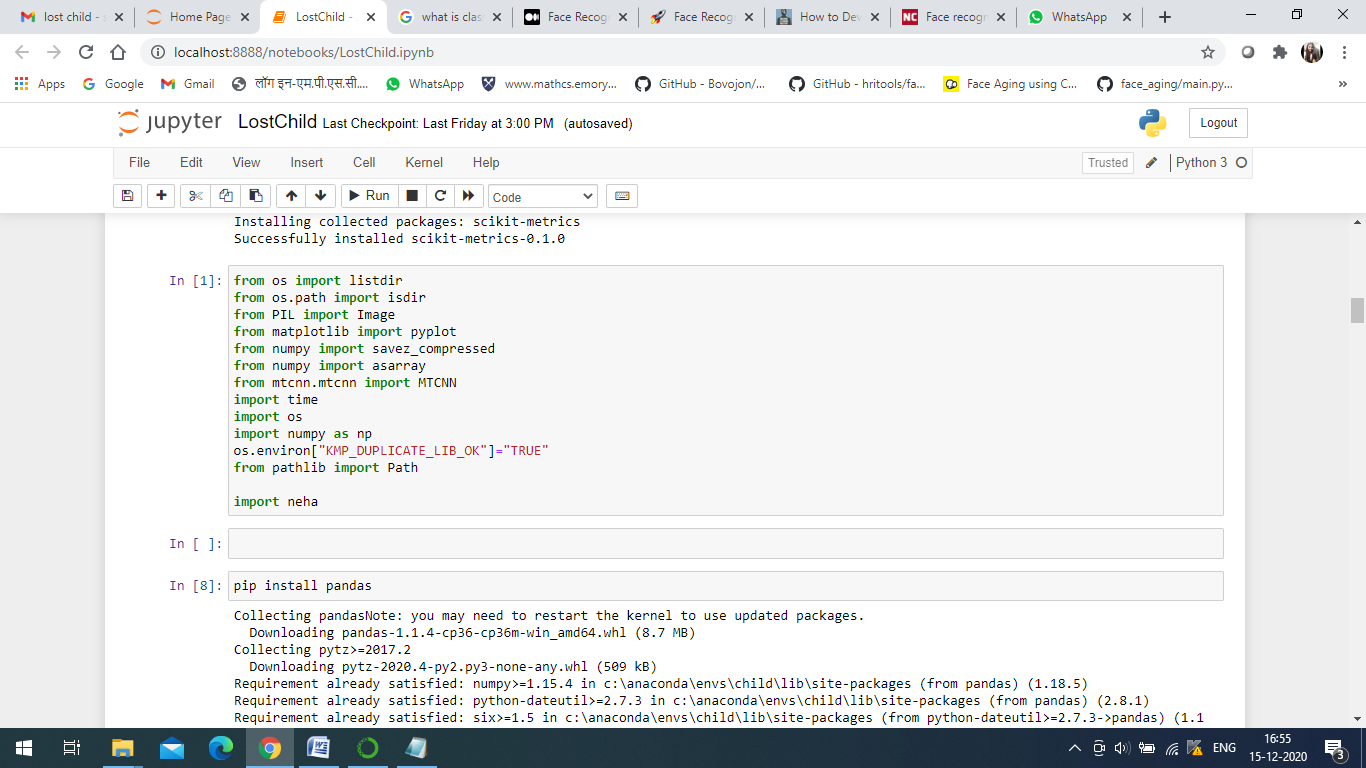 lost child - s
Home Page
LostChild -
what is clas
Face Recog
Face Recog
How to Dev
NC Face recogn
WhatsApp
localhost:8888/notebooks/LostChild.ipynb
Apps Google Gmail लॉग इन-एम.पी.एस.सी.... WhatsApp www.mathcs.emory... GitHub - Bovojon/... GitHub - hritools/fa... Face Aging using C... face_aging/main.py... »
jupyter LostChild Last Checkpoint: Last Friday at 3:00 PM (autosaved)
Logout
File Edit View Insert Cell Kernel Help
Trusted Python 3
Run Code
Installing collected packages: scikit-metrics
Successfully installed scikit-metrics-0.1.0
In [1]:
from os import listdir
from os.path import isdir
from PIL import Image
from matplotlib import pyplot
from numpy import savez_compressed
from numpy import asarray
from mtcnn.mtcnn import MTCNN
import time
import os
import numpy as np
os.environ["KMP_DUPLICATE_LIB_OK"]="TRUE"
from pathlib import Path
import neha
In [ ]:
In [8]: pip install pandas
Collecting pandasNote: you may need to restart the kernel to use updated packages.
Downloading pandas-1.1.4-cp36-cp36m-win_amd64.whl (8.7 MB)
Collecting pytz>=2017.2
Downloading pytz-2020.4-py2.py3-none-any.whl (509 kB)
Requirement already satisfied: numpy>=1.15.4 in c:\anaconda\envs\child\lib\site-packages (from pandas) (1.18.5)
Requirement already satisfied: python-dateutil>=2.7.3 in c:\anaconda\envs\child\lib\site-packages (from pandas) (2.8.1)
Requirement already satisfied: six>=1.5 in c:\anaconda\envs\child\lib\site-packages (from python-dateutil>=2.7.3->pandas) (1.1
ENG
16:55
15-12-2020
3